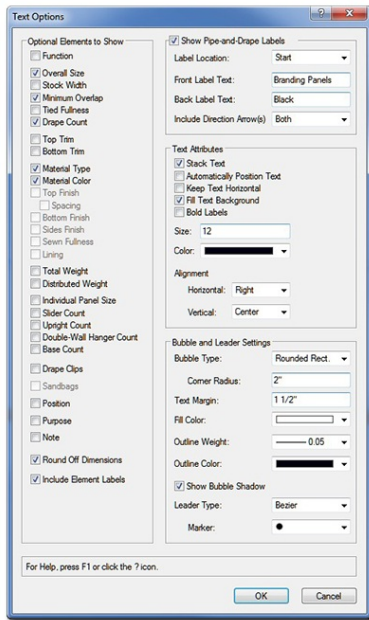 Text Options
Optional Elements to Show
Function
Overall Size
Stock Width
Minimum Overlap
Tied Fullness
Drape Count
Top Trim
Bottom Trim
Material Type
Material Color
Top Finish
Spacing
Bottom Finish
Sides Finish
Sewn Fullness
Lining
Total Weight
Distributed Weight
Individual Panel Size
Slider Count
Upright Count
Double-Wall Hanger Count
Base Count
Drape Clips
Sandbags
Position
Purpose
Note
Round Off Dimensions
Include Element Labels
Show Pipe-and-Drape Labels
Label Location: Start
Front Label Text: Branding Panels
Back Label Text: Black
Include Direction Arrow(s) Both
Text Attributes
Stack Text
Automatically Position Text
Keep Text Horizontal
Fill Text Background
Bold Labels
Size: 12
Color:
Alignment
Horizontal: Right
Vertical: Center
Bubble and Leader Settings
Bubble Type: Rounded Rect.
Corner Radius: 2"
Text Margin: 1 1/2"
Fill Color:
Outline Weight: 0.05
Outline Color:
Show Bubble Shadow
Leader Type: Bezier
Marker:
For Help, press F1 or click the ? icon.
OK Cancel